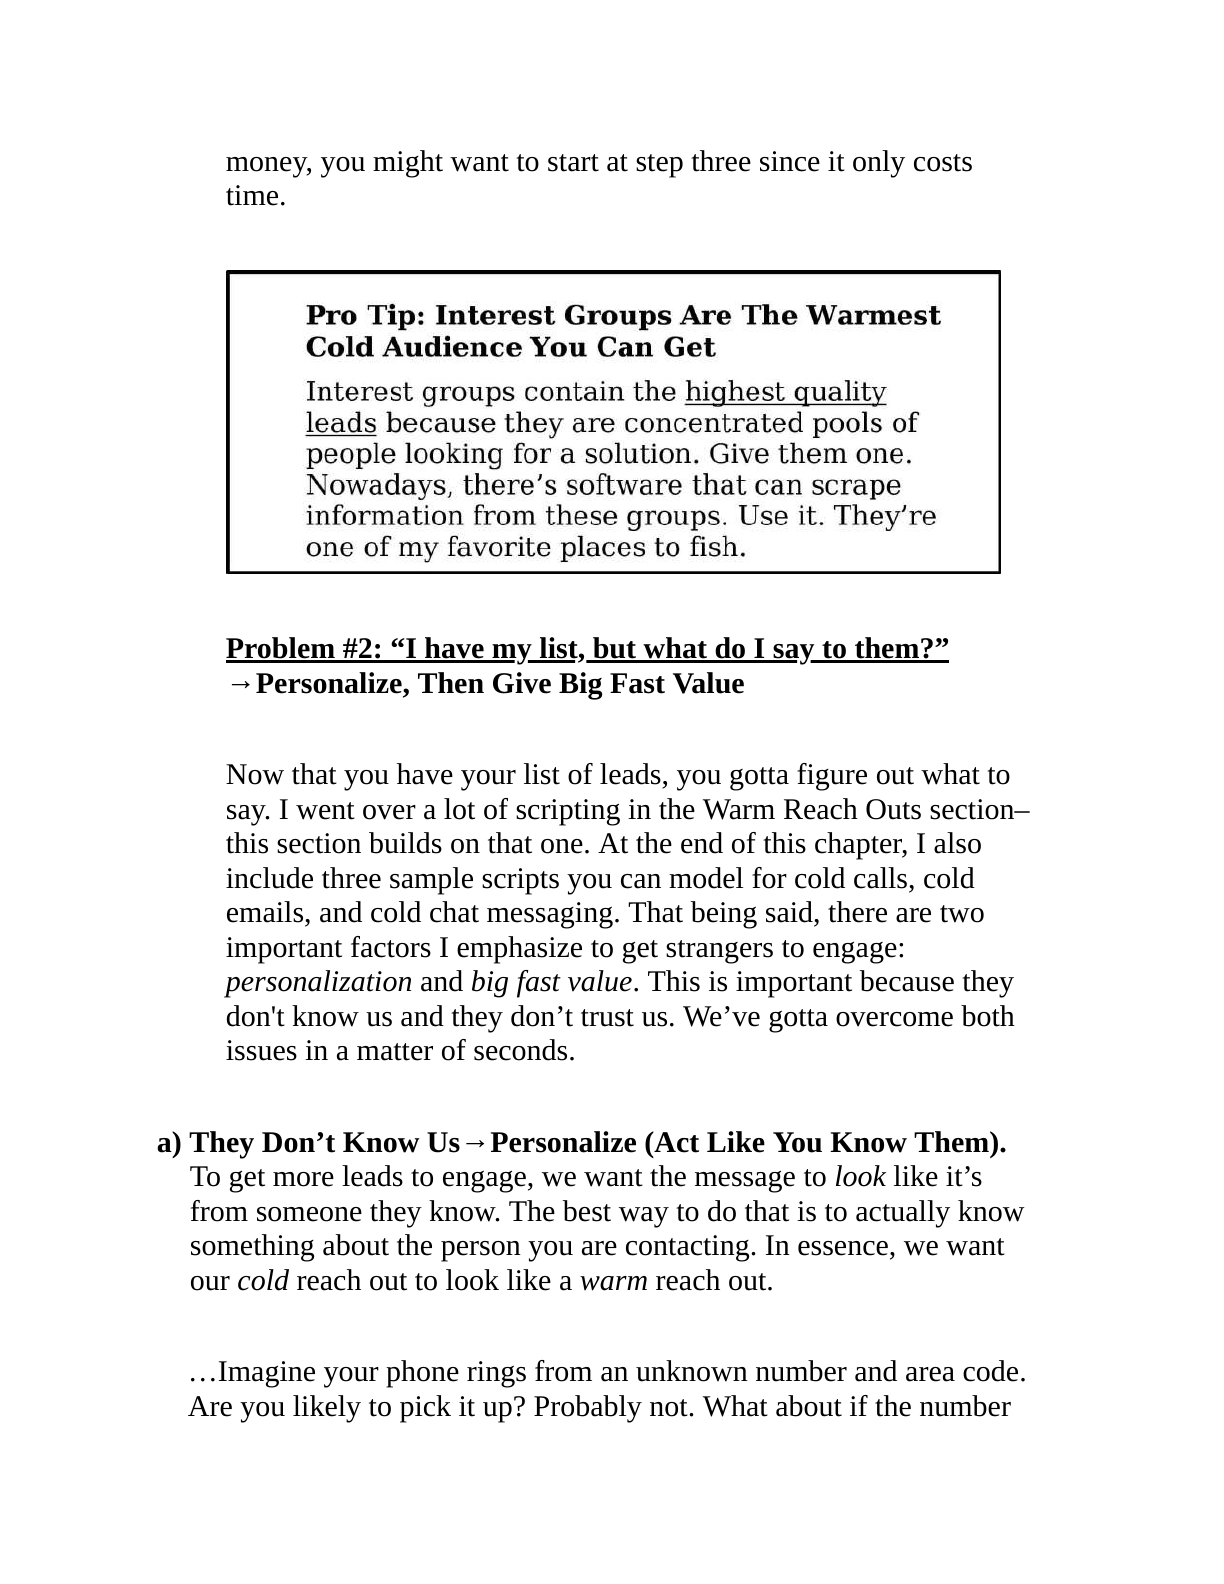 money, you might want to start at step three since it only costs
time.
Pro Tip: Interest Groups Are The Warmest
Cold Audience You Can Get
Interest groups contain the highest quality
leads because they are concentrated pools of
people looking for a solution. Give them one.
Nowadays, there’s software that can scrape
information from these groups. Use it. They’re
one of my favorite places to fish.
Problem #2: “I have my list, but what do I say to them?”
→Personalize, Then Give Big Fast Value
Now that you have your list of leads, you gotta figure out what to
say. I went over a lot of scripting in the Warm Reach Outs section–
this section builds on that one. At the end of this chapter, I also
include three sample scripts you can model for cold calls, cold
emails, and cold chat messaging. That being said, there are two
important factors I emphasize to get strangers to engage:
personalization and big fast value. This is important because they
don't know us and they don’t trust us. We’ve gotta overcome both
issues in a matter of seconds.
a) They Don’t Know Us→Personalize (Act Like You Know Them).
To get more leads to engage, we want the message to look like it’s
from someone they know. The best way to do that is to actually know
something about the person you are contacting. In essence, we want
our cold reach out to look like a warm reach out.
…Imagine your phone rings from an unknown number and area code.
Are you likely to pick it up? Probably not. What about if the number